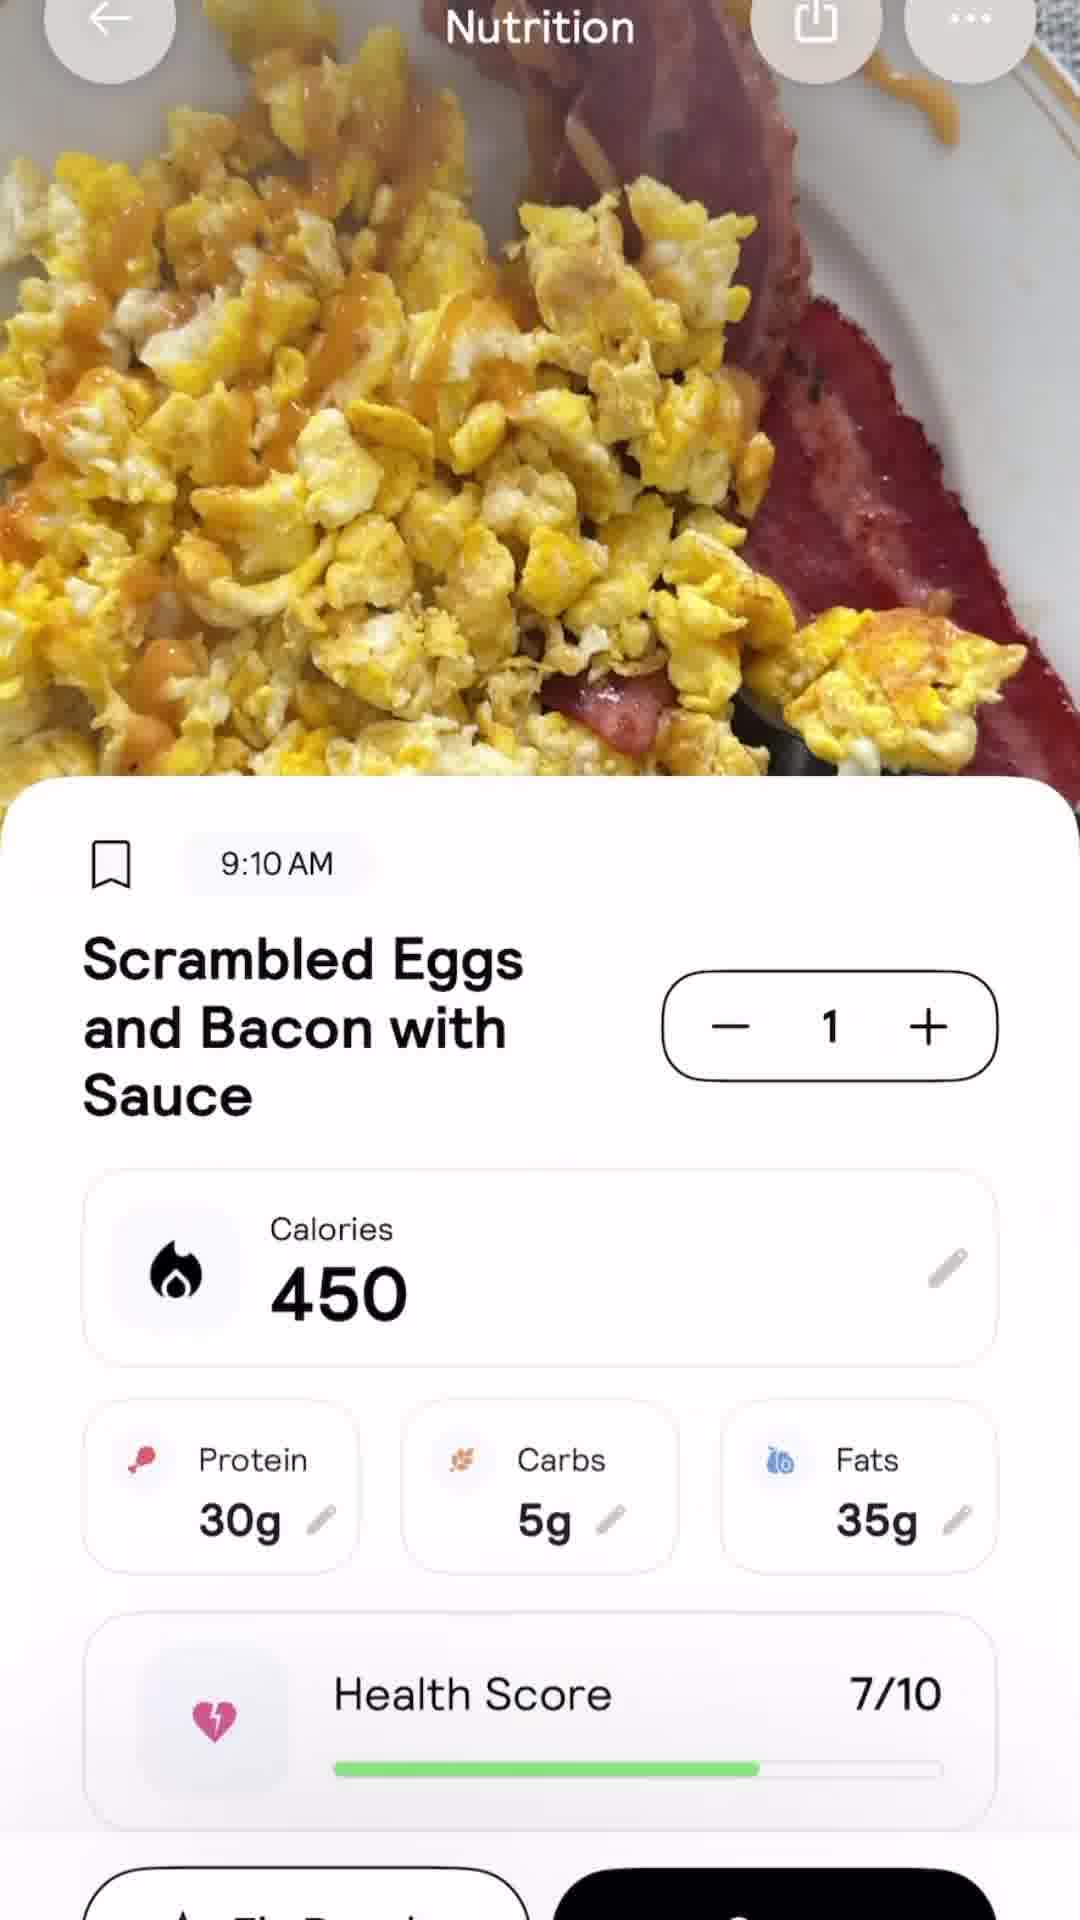 Nutrition
9:10 AM
Scrambled Eggs
and Bacon with
Sauce
1
Calories
450
Protein
30g
Carbs
5g
Fats
35g
Health Score
7/10